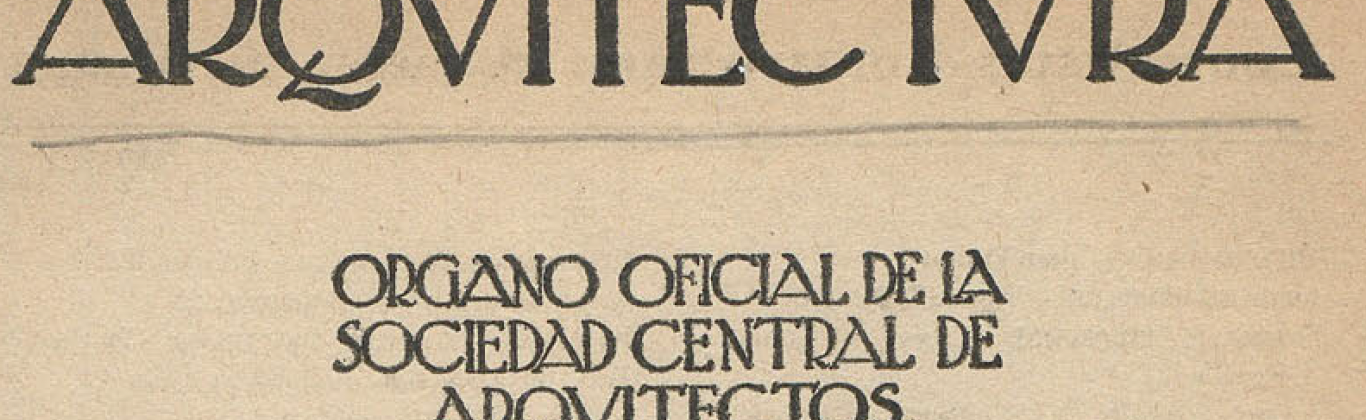 ARQVITECTVRA
ORGANO OFICIAL DE LA
SOCIEDAD CENTRAL DE
ARQVITECTOS